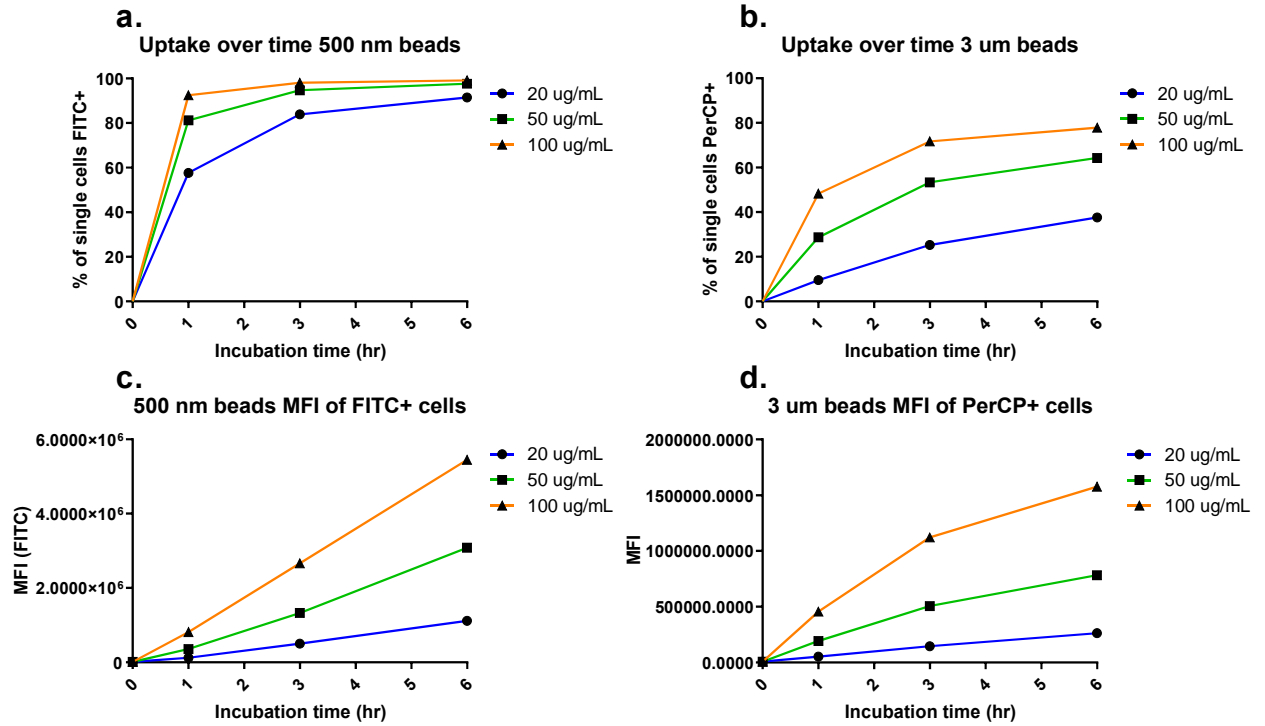 a.
Uptake over time 500 nm beads
% of single cells FITC+
100
80
60
40
20
0
0 1 2 3 4 5 6
Incubation time (hr)
20 ug/mL
50 ug/mL
100 ug/mL
b.
Uptake over time 3 um beads
% of single cells PerCP+
100
80
60
40
20
0
0 1 2 3 4 5 6
Incubation time (hr)
20 ug/mL
50 ug/mL
100 ug/mL
c.
500 nm beads MFI of FITC+ cells
MFI (FITC)
6.0000×10⁶
4.0000×10⁶
2.0000×10⁶
0
0 1 2 3 4 5 6
Incubation time (hr)
20 ug/mL
50 ug/mL
100 ug/mL
d.
3 um beads MFI of PerCP+ cells
MFI
2000000.0000
1500000.0000
1000000.0000
500000.0000
0.0000
0 1 2 3 4 5 6
Incubation time (hr)
20 ug/mL
50 ug/mL
100 ug/mL